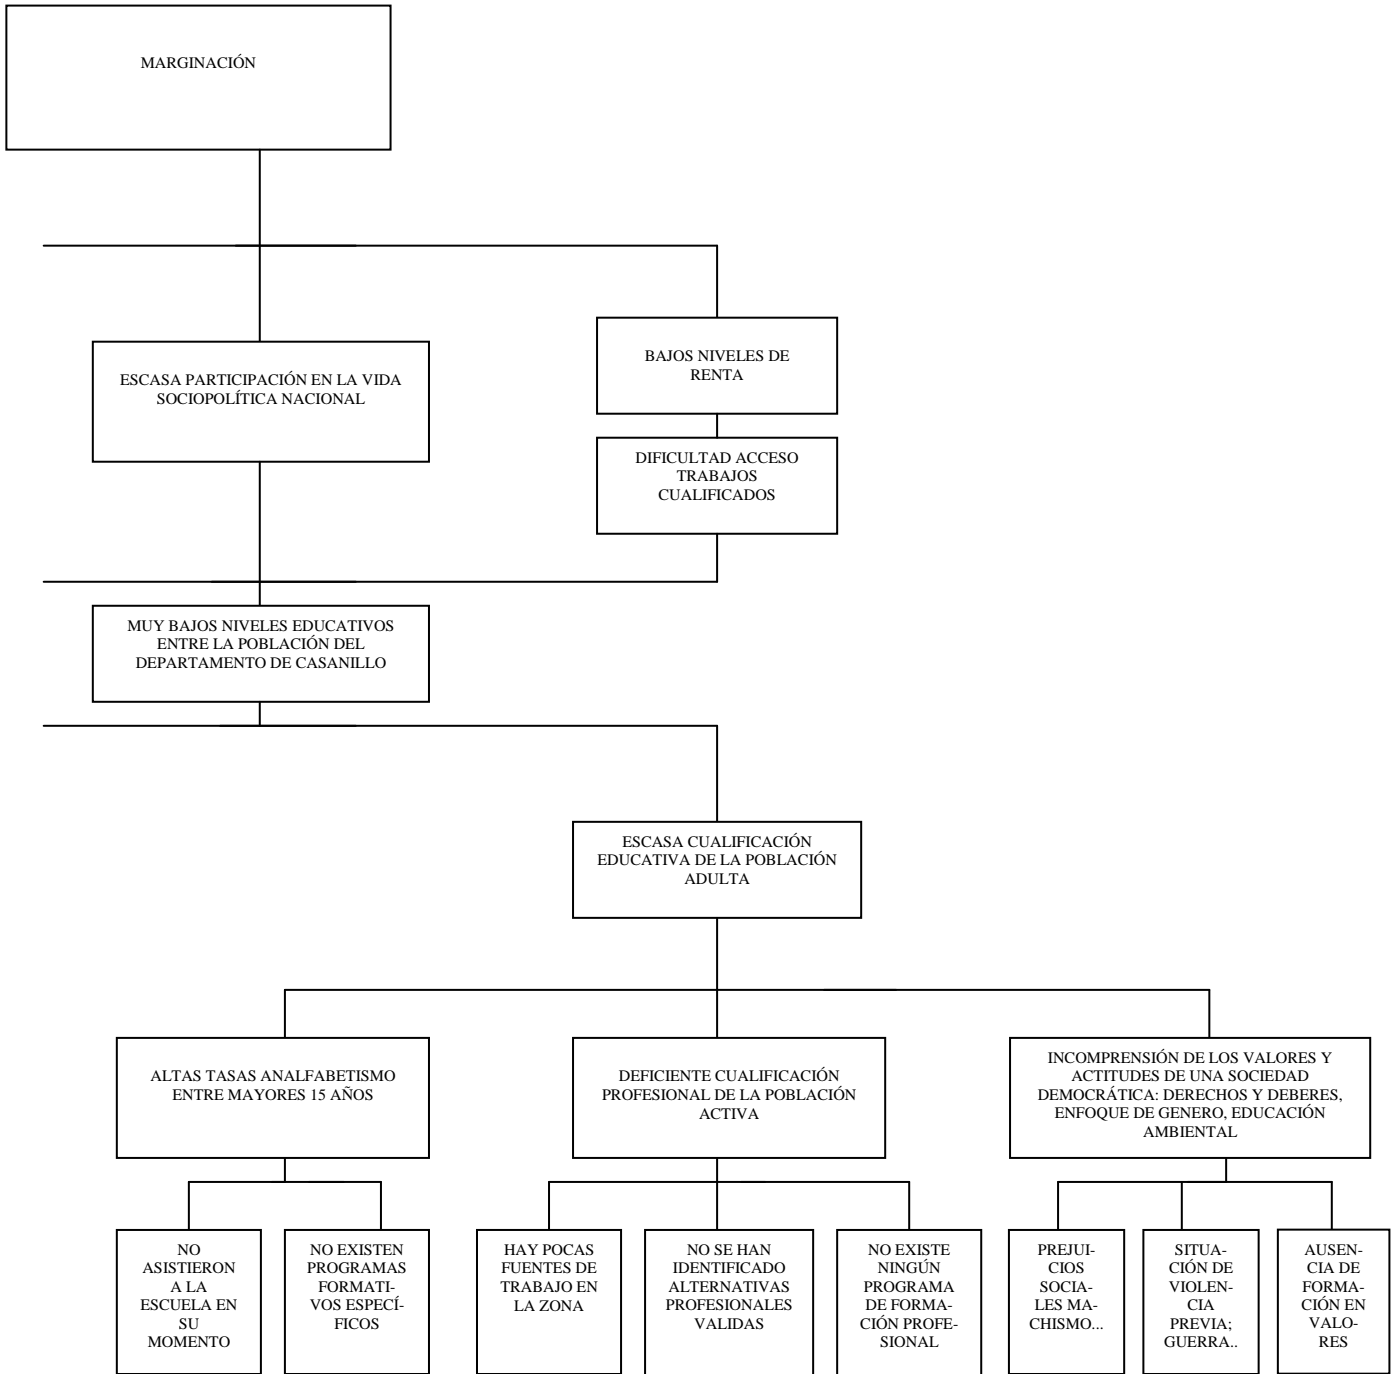 MARGINACIÓN
ESCASA PARTICIPACIÓN EN LA VIDA
SOCIOPOLÍTICA NACIONAL
BAJOS NIVELES DE
RENTA
DIFICULTAD ACCESO
TRABAJOS
CUALIFICADOS
MUY BAJOS NIVELES EDUCATIVOS
ENTRE LA POBLACIÓN DEL
DEPARTAMENTO DE CASANILLO
ESCASA CUALIFICACIÓN
EDUCATIVA DE LA POBLACIÓN
ADULTA
ALTAS TASAS ANALFABETISMO
ENTRE MAYORES 15 AÑOS
DEFICIENTE CUALIFICACIÓN
PROFESIONAL DE LA POBLACIÓN
ACTIVA
INCOMPRENSIÓN DE LOS VALORES Y
ACTITUDES DE UNA SOCIEDAD
DEMOCRÁTICA: DERECHOS Y DEBERES,
ENFOQUE DE GENERO, EDUCACIÓN
AMBIENTAL
NO
ASISTIERON
A LA
ESCUELA EN
SU
MOMENTO
NO EXISTEN
PROGRAMAS
FORMATI-
VOS ESPECÍ-
FICOS
HAY POCAS
FUENTES DE
TRABAJO EN
LA ZONA
NO SE HAN
IDENTIFICADO
ALTERNATIVAS
PROFESIONALES
VALIDAS
NO EXISTE
NINGÚN
PROGRAMA
DE FORMA-
CIÓN PROFE-
SIONAL
PREJUI-
CIOS
SOCIA-
LES MA-
CHISMO...
SITUA-
CIÓN DE
VIOLEN-
CIA
PREVIA;
GUERRA..
AUSEN-
CIA DE
FORMA-
CIÓN EN
VALO-
RES